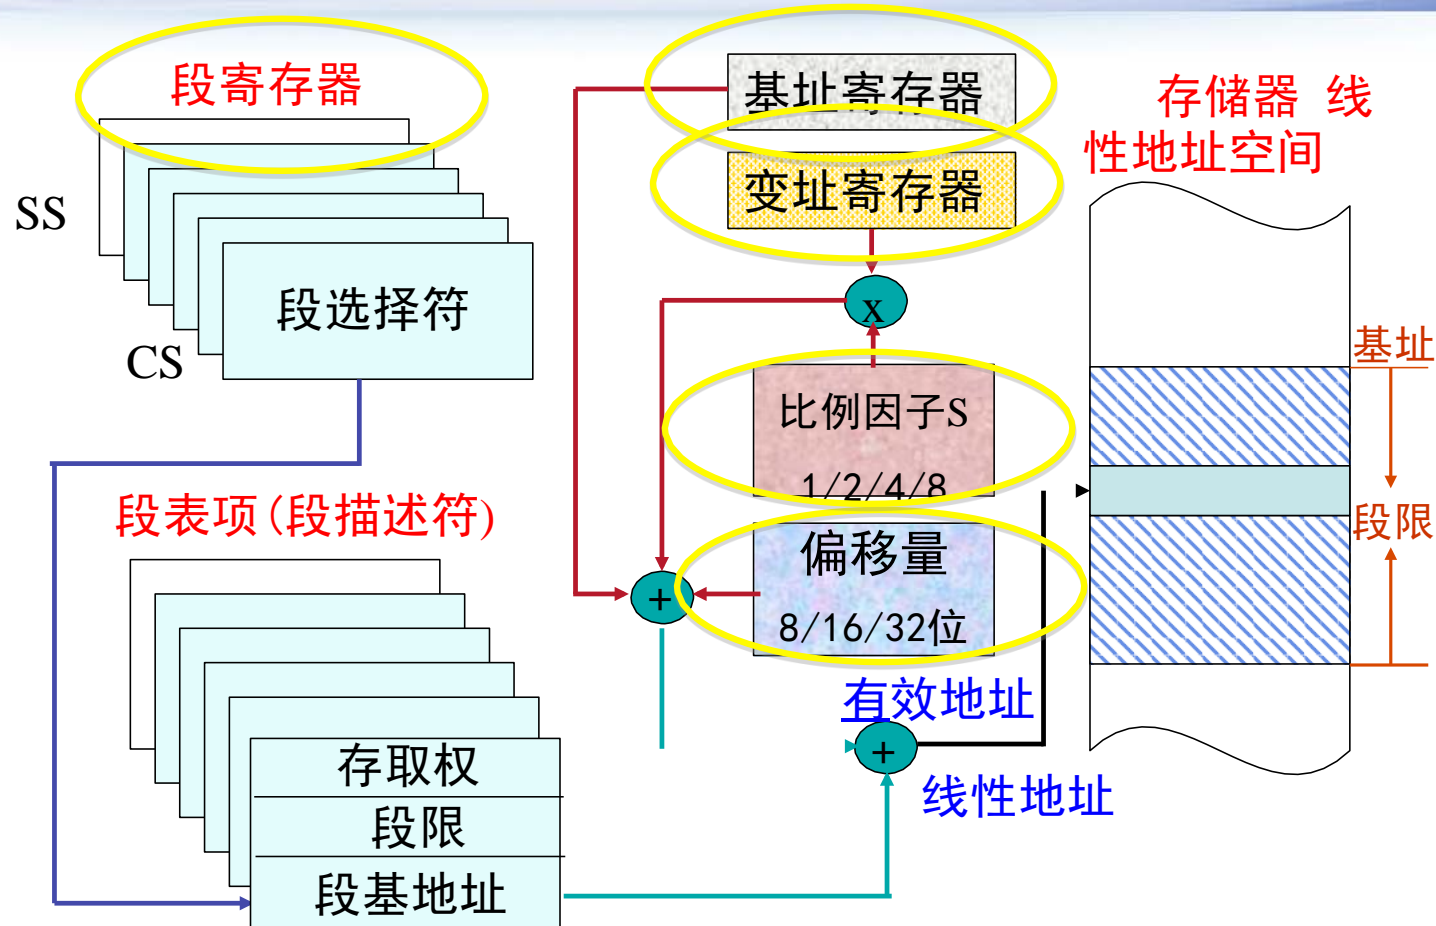 段寄存器
SS
CS
段选择符
段表项(段描述符)
存取权
段限
段基地址
基址寄存器
变址寄存器
x
比例因子S
1/2/4/8
偏移量
8/16/32位
+
有效地址
+
线性地址
存储器 线
性地址空间
基址
段限